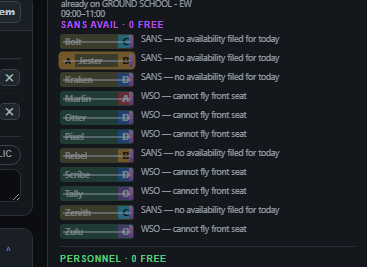 already on GROUND SCHOOL - EW
09:00–11:00
SANS AVAIL · 0 FREE
em
Bolt C SANS — no availability filed for today
A Jester B SANS — no availability filed for today
Kraken D SANS — no availability filed for today
Marlin A WSO — cannot fly front seat
Otter D WSO — cannot fly front seat
Pixel D WSO — cannot fly front seat
Rebel B SANS — no availability filed for today
Scribe D WSO — cannot fly front seat
Tally O WSO — cannot fly front seat
Zenith C SANS — no availability filed for today
Zulu O WSO — cannot fly front seat
LIC
PERSONNEL · 0 FREE